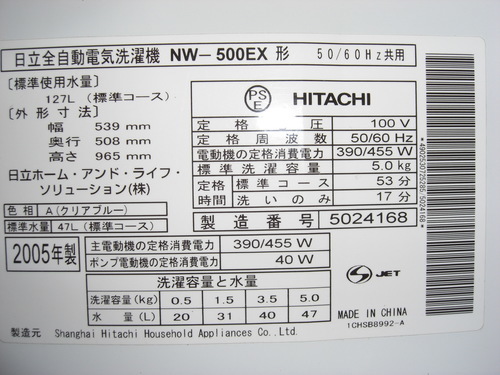 日立全自動電気洗濯機 NW-500EX 形 50/60Hz共用
〔標準使用水量〕
127L (標準コース)
〔外形寸法〕
幅 539 mm
奥行 508 mm
高さ 965 mm
日立ホーム・アンド・ライフ・
ソリューション(株)
色相 A(クリアブルー)
標準水量 47L (標準コース)
PSE HITACHI
定格電圧 100 V
定格周波数 50/60 Hz
電動機の定格消費電力 390/455 W
標準洗濯容量 5.0kg
定格時間 標準コース 53分
洗いのみ 17分
製造番号 5024168
2005年製
主電動機の定格消費電力 390/455 W
ポンプ電動機の定格消費電力 40 W
洗濯容量と水量
洗濯容量(kg) 0.5 1.5 3.5 5.0
水量(L) 20 31 40 47
製造元 Shanghai Hitachi Household Appliances Co.,Ltd.
S JET
MADE IN CHINA
1CHSB8992-A